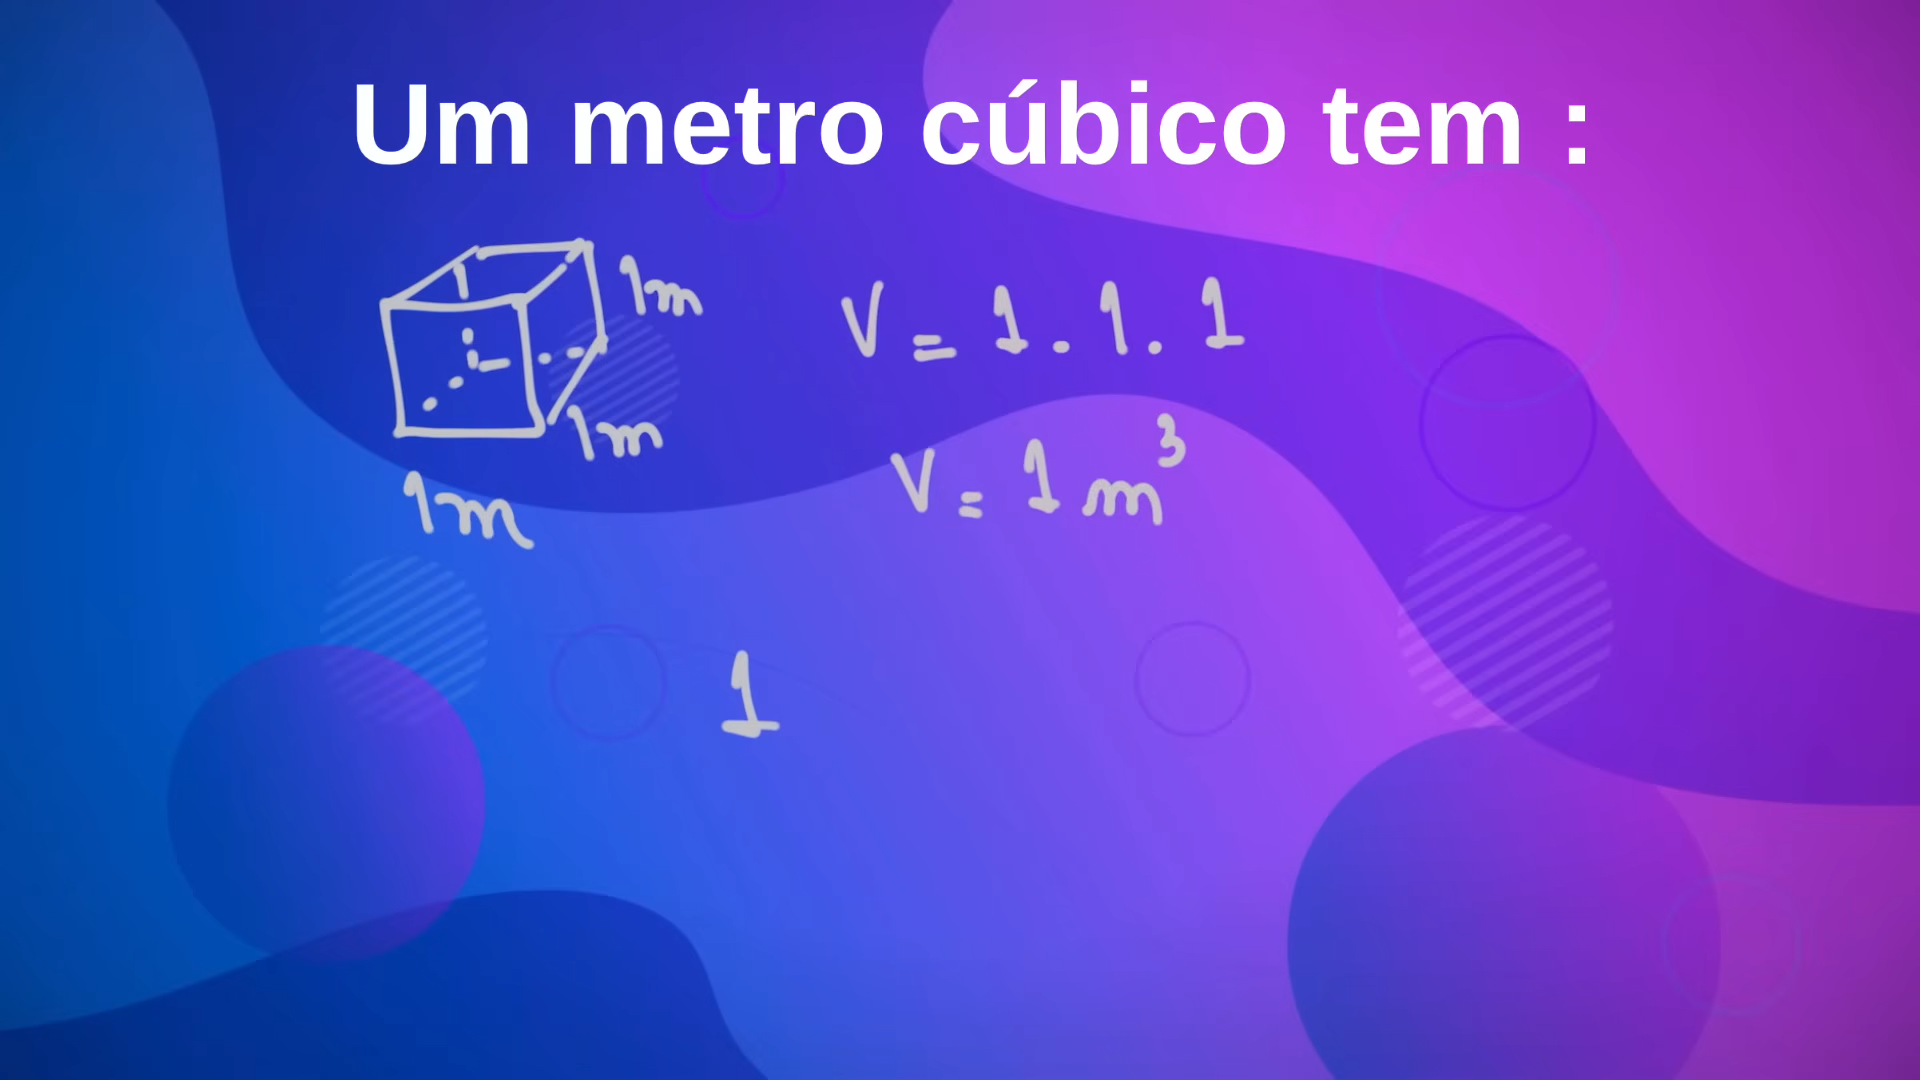 Um metro cúbico tem :
1m
V = 1 . 1 . 1
1m
V = 1 m³
1m
1